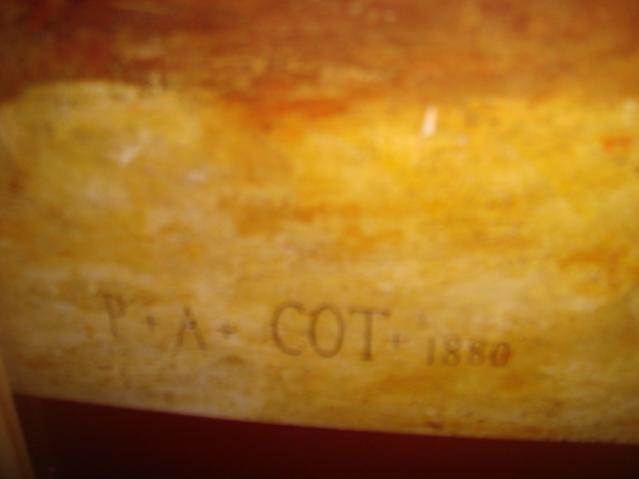 P + A + COT + 1880